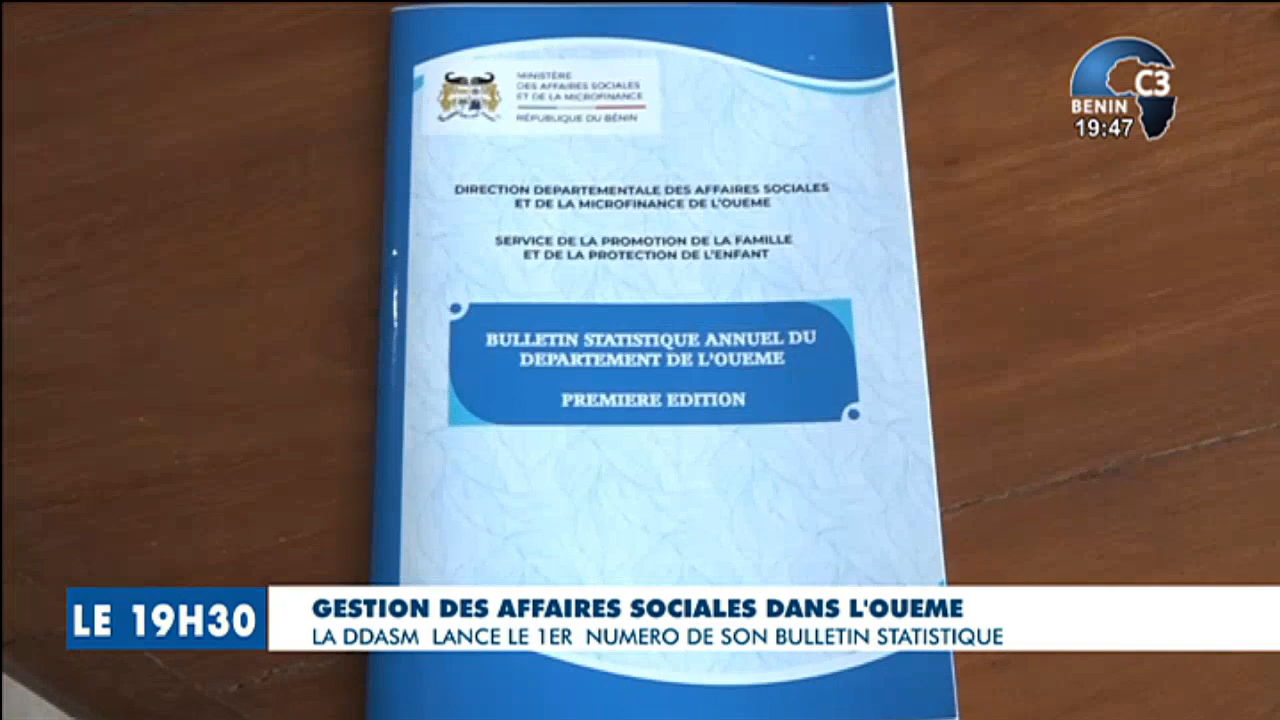 MINISTÈRE
DES AFFAIRES SOCIALES
ET DE LA MICROFINANCE
RÉPUBLIQUE DU BÉNIN
C3
BENIN
19:47
DIRECTION DEPARTEMENTALE DES AFFAIRES SOCIALES
ET DE LA MICROFINANCE DE L'OUEME
SERVICE DE LA PROMOTION DE LA FAMILLE
ET DE LA PROTECTION DE L'ENFANT
BULLETIN STATISTIQUE ANNUEL DU
DEPARTEMENT DE L'OUEME
PREMIERE EDITION
LE 19H30
GESTION DES AFFAIRES SOCIALES DANS L'OUEME
LA DDASM LANCE LE 1ER NUMERO DE SON BULLETIN STATISTIQUE